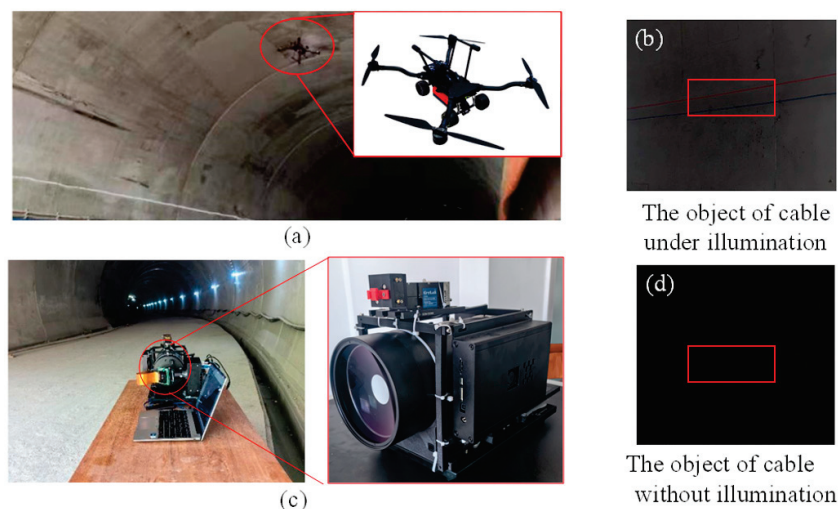 (a)
(b)
The object of cable
under illumination
(c)
(d)
The object of cable
without illumination